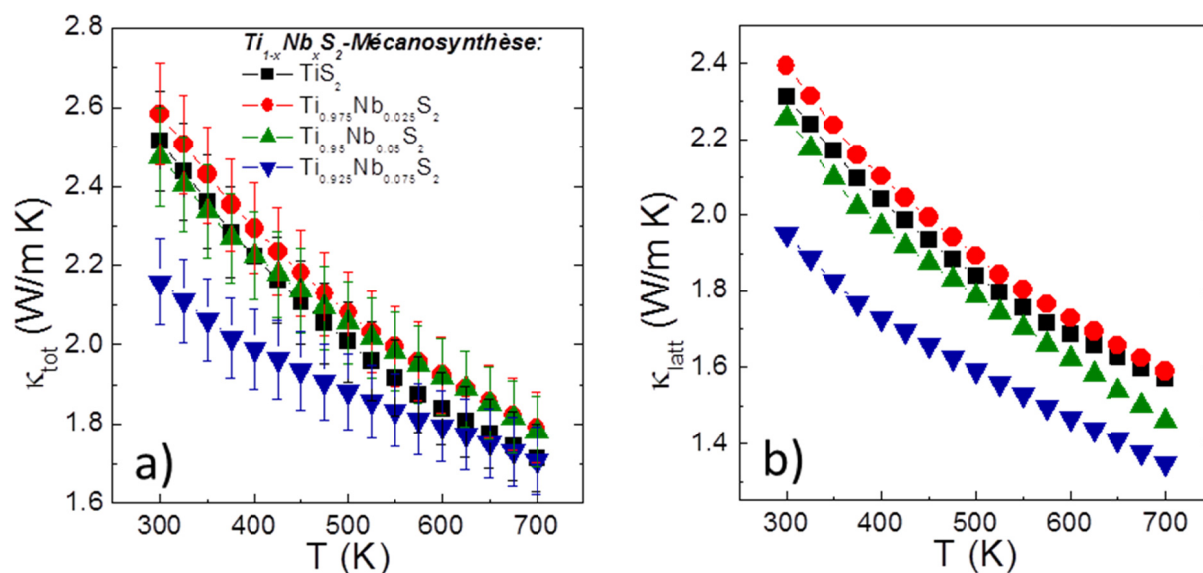 2.8
2.6
2.4
2.2
2.0
1.8
1.6
κtot (W/m K)
Ti1-xNbxS2-Mécanosynthèse:
TiS2
Ti0.975Nb0.025S2
Ti0.95Nb0.05S2
Ti0.925Nb0.075S2
a)
300 400 500 600 700
T (K)
2.4
2.2
2.0
1.8
1.6
1.4
κlatt (W/m K)
b)
300 400 500 600 700
T (K)